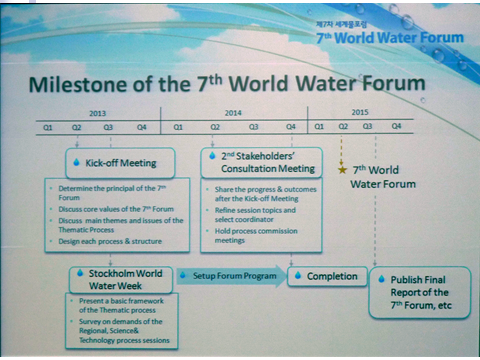 제7차 세계물포럼
7th World Water Forum
Milestone of the 7th World Water Forum
2013 2014 2015
Q1 Q2 Q3 Q4 Q1 Q2 Q3 Q4 Q1 Q2 Q3 Q4
Kick-off Meeting
• Determine the principal of the 7th
Forum
• Discuss core values of the 7th Forum
• Discuss main themes and issues of the
Thematic Process
• Design each process & structure
2nd Stakeholders'
Consultation Meeting
• Share the progress & outcomes
after the Kick-off Meeting
• Refine session topics and
select coordinator
• Hold process commission
meetings
7th World
Water Forum
Stockholm World
Water Week
• Present a basic framework
of the Thematic process
• Survey on demands of the
Regional, Science&
Technology process sessions
Setup Forum Program
Completion
Publish Final
Report of the
7th Forum, etc